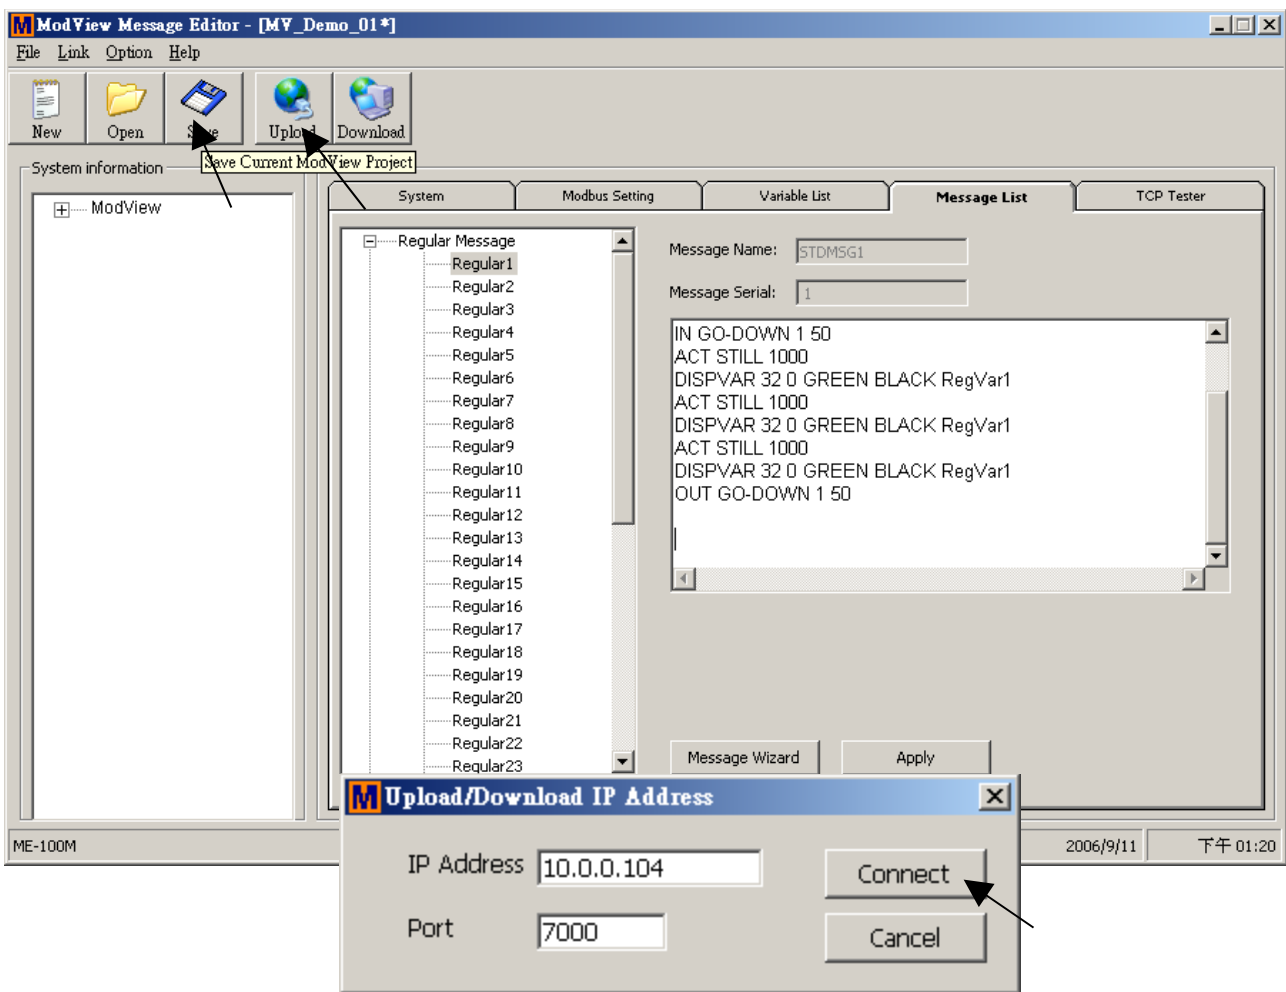 ModView Message Editor - [MV_Demo_01*]
File Link Option Help
New Open Save Upload Download
Save Current ModView Project
System information
ModView
System Modbus Setting Variable List Message List TCP Tester
Regular Message
Regular1
Regular2
Regular3
Regular4
Regular5
Regular6
Regular7
Regular8
Regular9
Regular10
Regular11
Regular12
Regular13
Regular14
Regular15
Regular16
Regular17
Regular18
Regular19
Regular20
Regular21
Regular22
Regular23
Message Name: STDMSG1
Message Serial: 1
IN GO-DOWN 1 50
ACT STILL 1000
DISPVAR 32 0 GREEN BLACK RegVar1
ACT STILL 1000
DISPVAR 32 0 GREEN BLACK RegVar1
ACT STILL 1000
DISPVAR 32 0 GREEN BLACK RegVar1
OUT GO-DOWN 1 50
Message Wizard Apply
ME-100M 2006/9/11 下午 01:20
Upload/Download IP Address
IP Address 10.0.0.104 Connect
Port 7000 Cancel